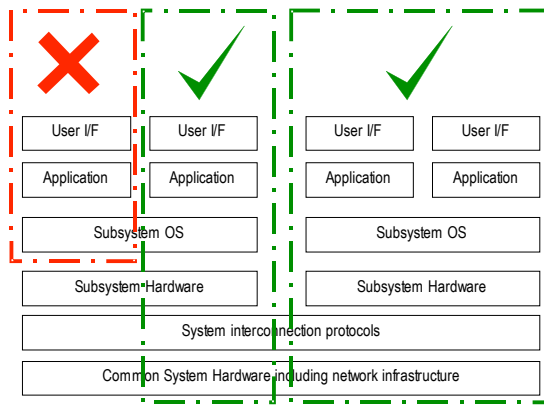 User I/F User I/F User I/F User I/F
Application Application Application Application
Subsystem OS Subsystem OS
Subsystem Hardware Subsystem Hardware
System interconnection protocols
Common System Hardware including network infrastructure